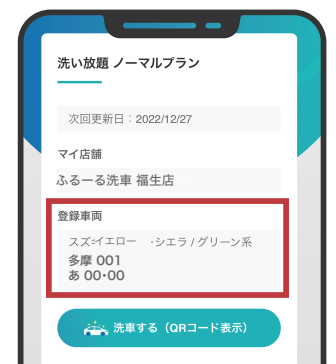 洗い放題 ノーマルプラン
次回更新日：2022/12/27
マイ店舗
ふるーる洗車 福生店
登録車両
スズ イエロー ・シエラ / グリーン系
多摩 001
あ 00・00
洗車する（QRコード表示）